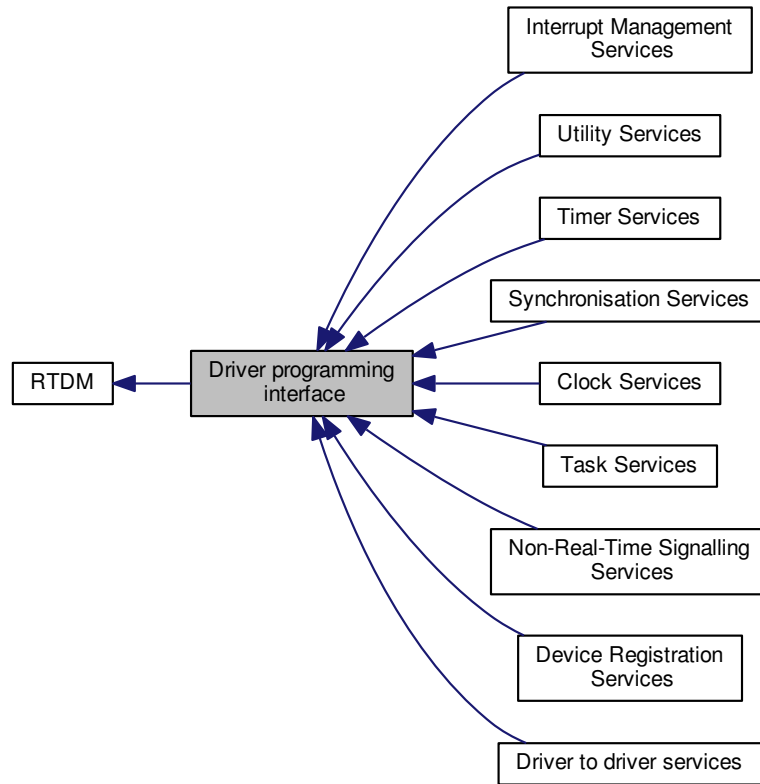 Interrupt Management
Services
Utility Services
Timer Services
Synchronisation Services
RTDM
Driver programming
interface
Clock Services
Task Services
Non-Real-Time Signalling
Services
Device Registration
Services
Driver to driver services